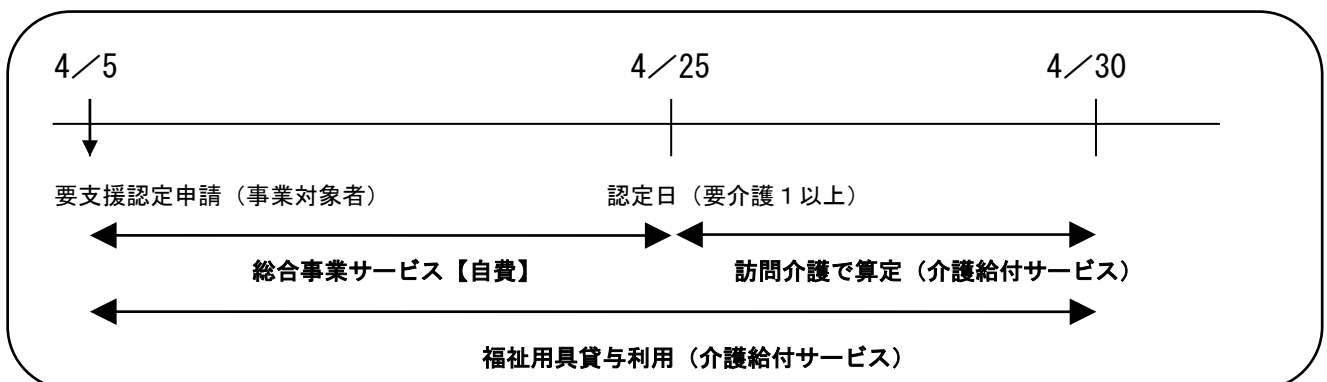 4／5 4／25 4／30
要支援認定申請（事業対象者） 認定日（要介護１以上）
総合事業サービス【自費】 訪問介護で算定（介護給付サービス）
福祉用具貸与利用（介護給付サービス）